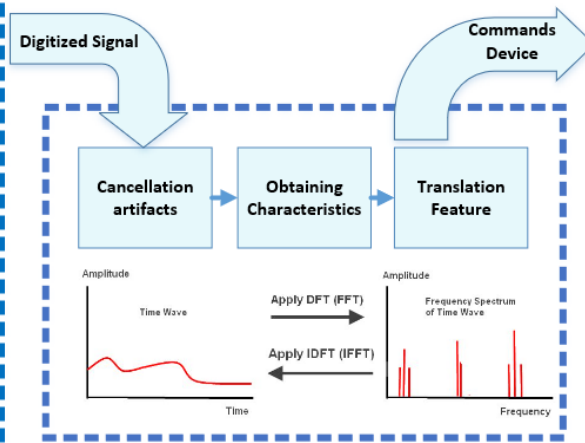 Digitized Signal
Commands
Device
Cancellation
artifacts
Obtaining
Characteristics
Translation
Feature
Amplitude
Time Wave
Time
Apply DFT (FFT)
Apply IDFT (IFFT)
Amplitude
Frequency Spectrum
of Time Wave
Frequency